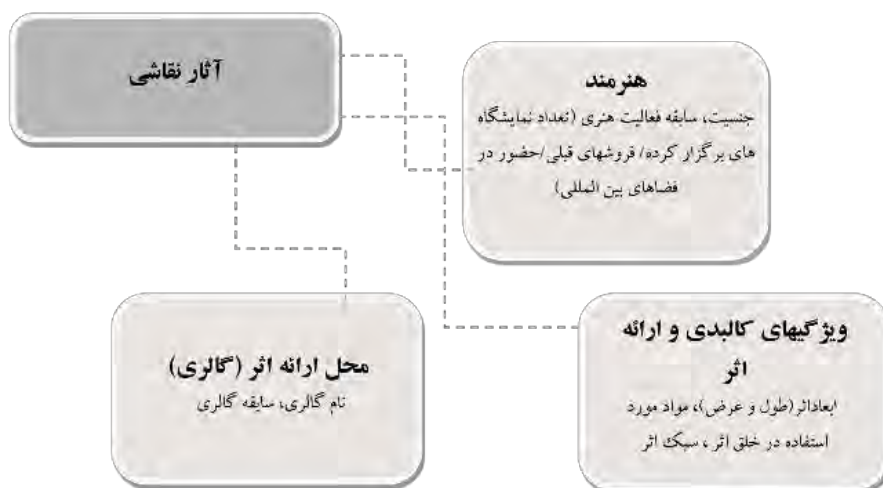 آثار نقاشی
هنرمند
جنسیت، سابقه فعالیت هنری (تعداد نمایشگاه
های برگزار کرده/ فروشهای قبلی/حضور در
فضاهای بین المللی)
ویژگیهای کالبدی و ارائه
اثر
ابعاداثر(طول و عرض)، مواد مورد
استفاده در خلق اثر ، سبک اثر
محل ارائه اثر (گالری)
نام گالری، سابقه گالری